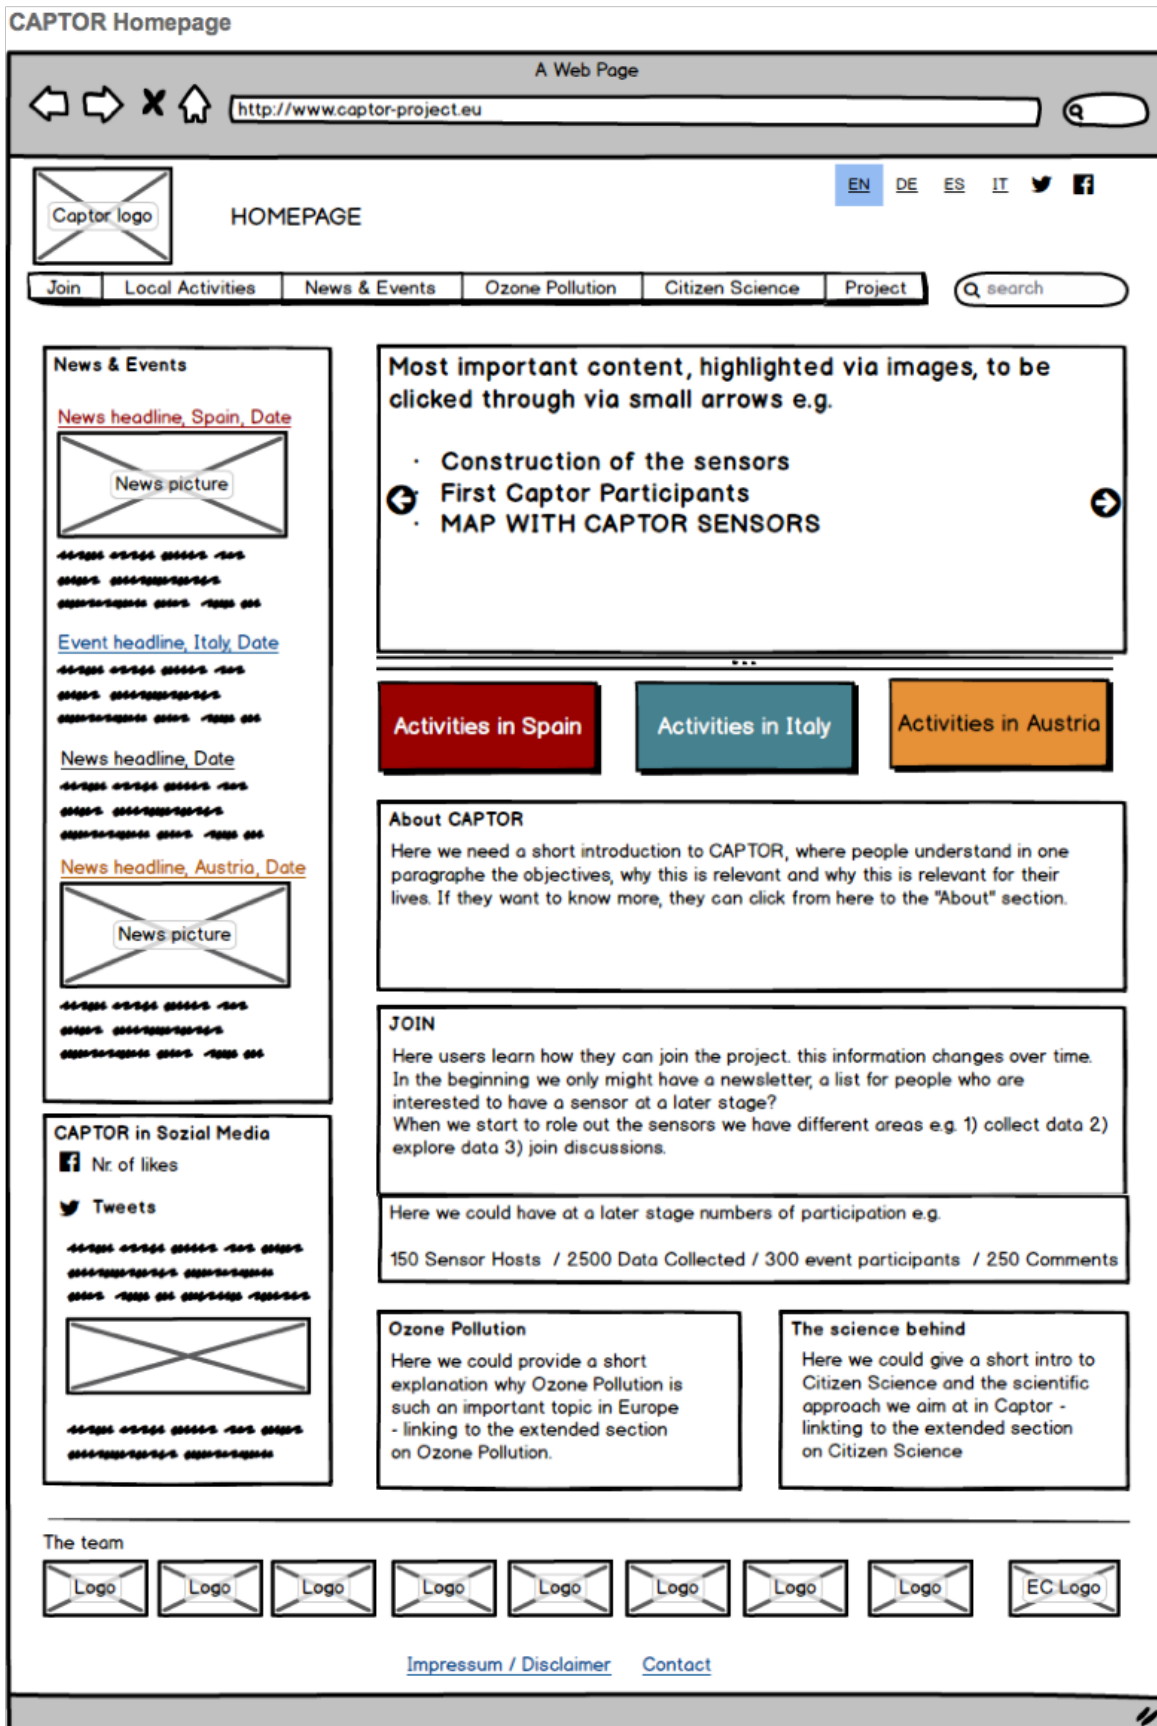 CAPTOR Homepage
A Web Page
http://www.captor-project.eu
EN DE ES IT
Captor logo
HOMEPAGE
Join Local Activities News & Events Ozone Pollution Citizen Science Project
search
News & Events
News headline, Spain, Date
News picture
Event headline, Italy, Date
News headline, Date
News headline, Austria, Date
News picture
CAPTOR in Sozial Media
Nr. of likes
Tweets
Most important content, highlighted via images, to be
clicked through via small arrows e.g.
· Construction of the sensors
· First Captor Participants
· MAP WITH CAPTOR SENSORS
Activities in Spain
Activities in Italy
Activities in Austria
About CAPTOR
Here we need a short introduction to CAPTOR, where people understand in one
paragraphe the objectives, why this is relevant and why this is relevant for their
lives. If they want to know more, they can click from here to the "About" section.
JOIN
Here users learn how they can join the project. this information changes over time.
In the beginning we only might have a newsletter, a list for people who are
interested to have a sensor at a later stage?
When we start to role out the sensors we have different areas e.g. 1) collect data 2)
explore data 3) join discussions.
Here we could have at a later stage numbers of participation e.g.
150 Sensor Hosts / 2500 Data Collected / 300 event participants / 250 Comments
Ozone Pollution
Here we could provide a short
explanation why Ozone Pollution is
such an important topic in Europe
- linking to the extended section
on Ozone Pollution.
The science behind
Here we could give a short intro to
Citizen Science and the scientific
approach we aim at in Captor -
linkting to the extended section
on Citizen Science
The team
Logo Logo Logo Logo Logo Logo Logo Logo EC Logo
Impressum / Disclaimer Contact